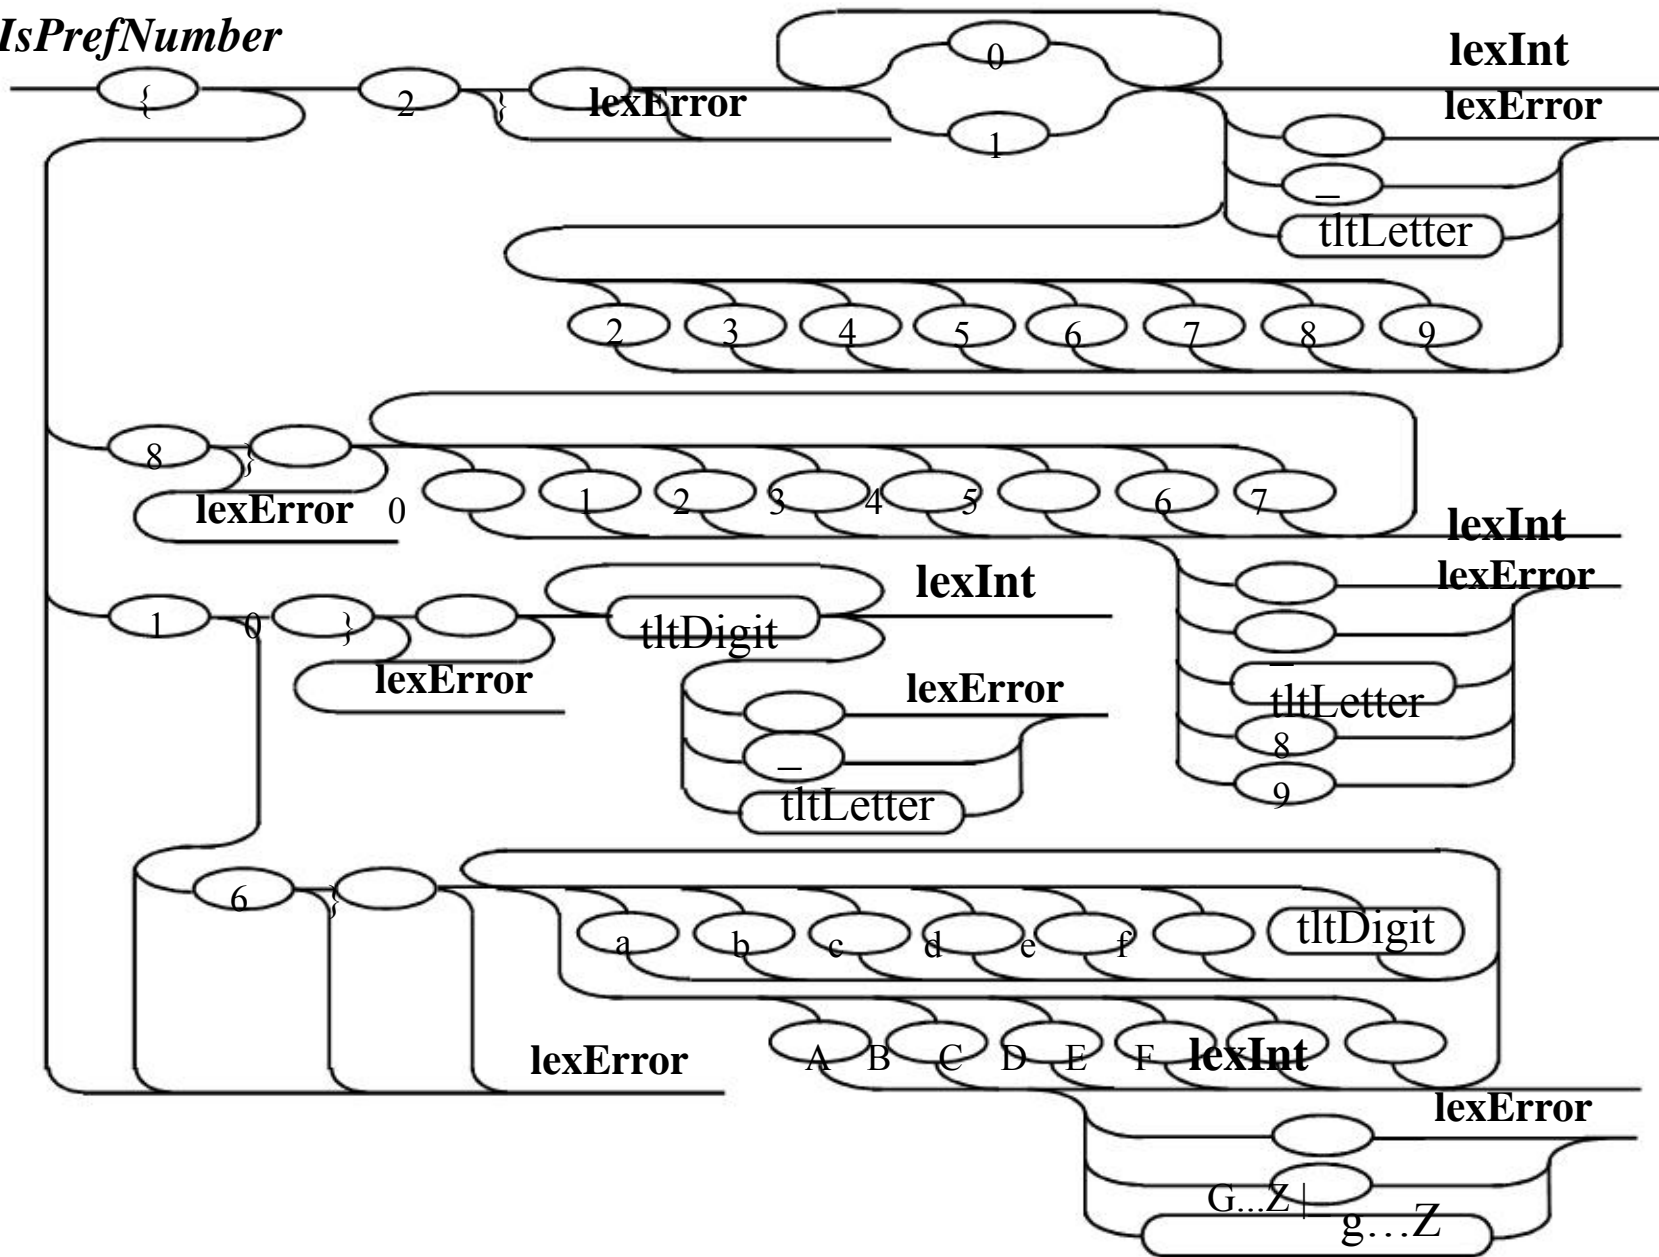 IsPrefNumber
0
lexInt
{ 2 } lexError
lexError
1
_
tltLetter
2 3 4 5 6 7 8 9
8 }
lexError 0 1 2 3 4 5 6 7
lexInt
lexError
1 0 } tltDigit
lexInt
lexError
lexError
_
tltLetter
_
tltLetter
8
9
6 }
a b c d e f tltDigit
lexError
A B C D E F lexInt
lexError
G...Z | _
g...Z